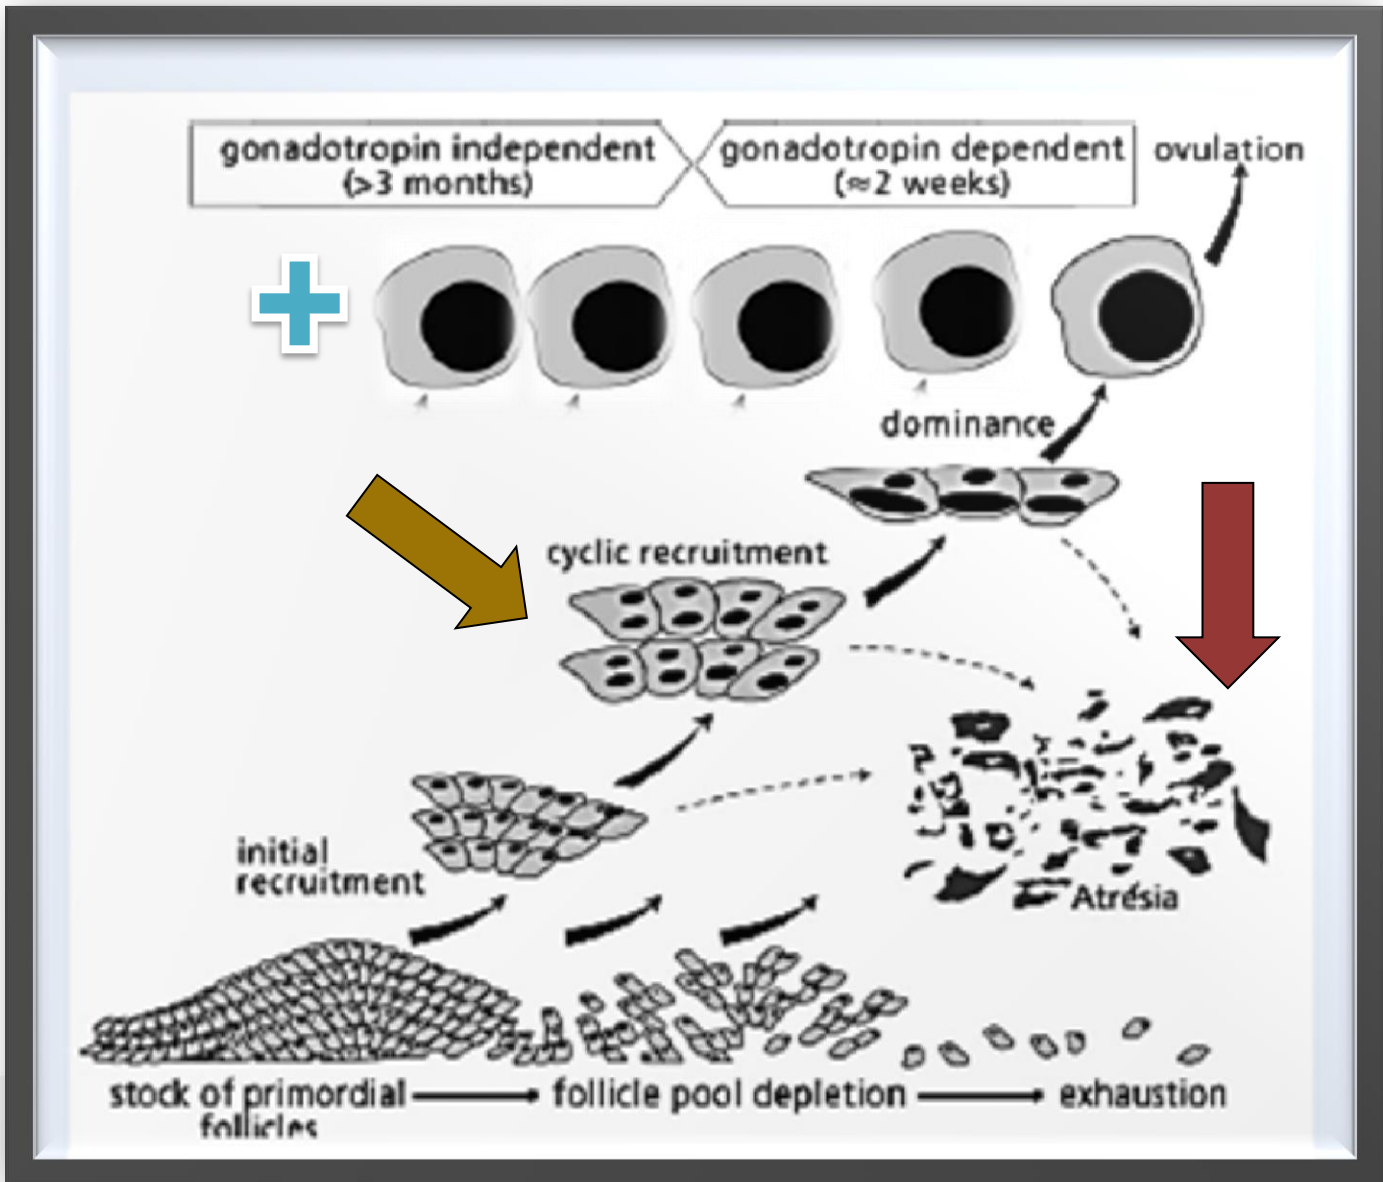 gonadotropin independent
(>3 months)
gonadotropin dependent
(≈2 weeks)
ovulation
dominance
cyclic recruitment
initial
recruitment
Atrésia
stock of primordial
follicles
follicle pool depletion
exhaustion